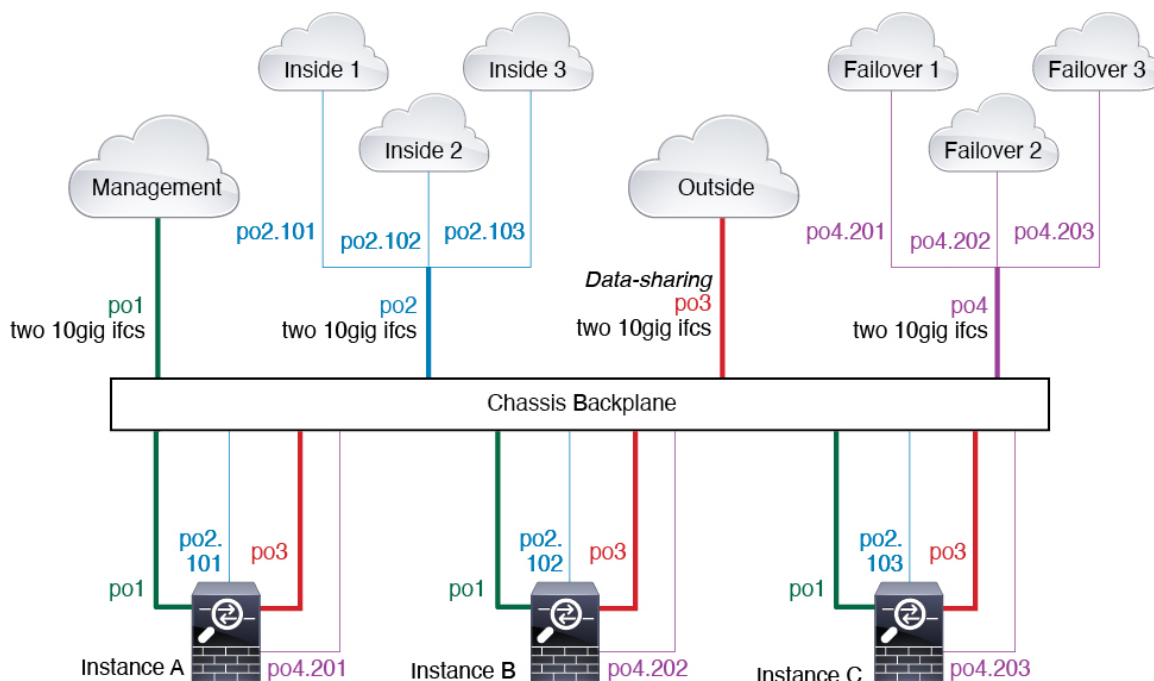 Inside 1
Inside 3
Failover 1
Failover 3
Inside 2
Failover 2
Management
Outside
po2.101
po2.102
po2.103
po4.201
po4.202
po4.203
Data-sharing
po1
two 10gig ifcs
po2
two 10gig ifcs
po3
two 10gig ifcs
po4
two 10gig ifcs
Chassis Backplane
po2.
101
po3
po1
Instance A
po4.201
po2.
102
po3
po1
Instance B
po4.202
po2.
103
po3
po1
Instance C
po4.203